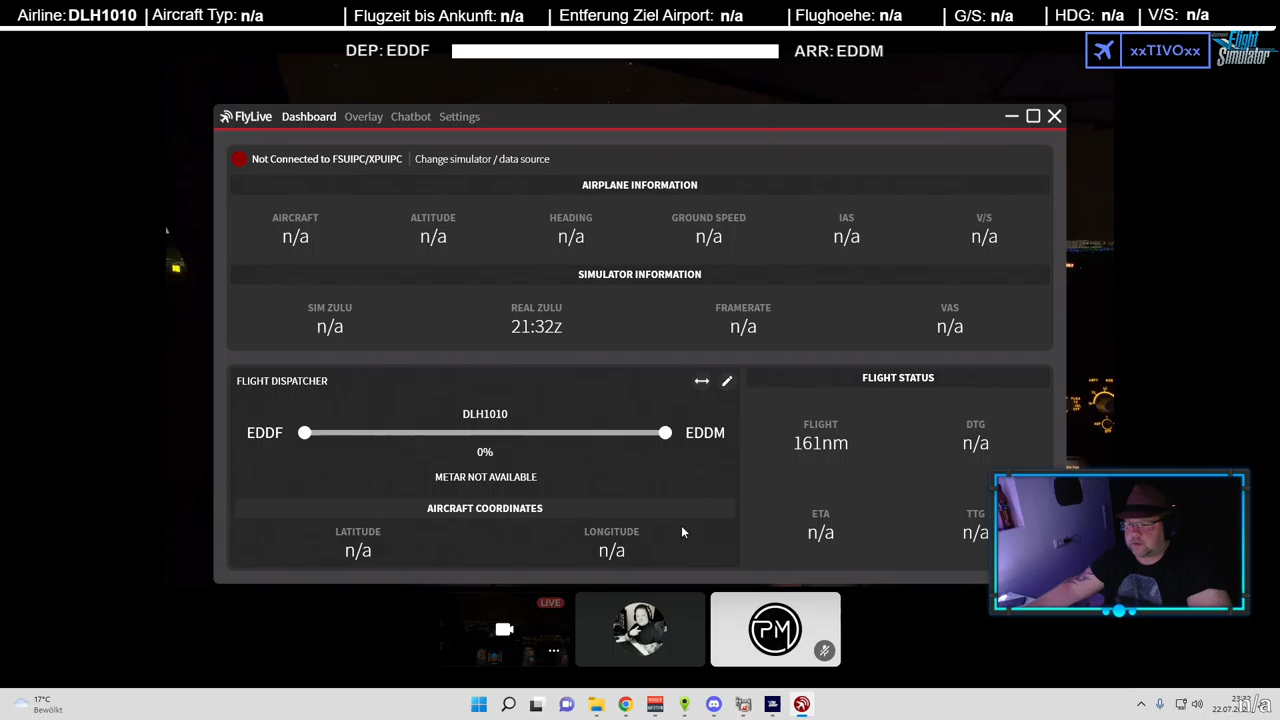 Airline: DLH1010 | Aircraft Typ: n/a | Flugzeit bis Ankunft: n/a | Entferung Ziel Airport: n/a | Flughoehe: n/a | G/S: n/a | HDG: n/a | V/S: n/a
DEP: EDDF ARR: EDDM
xxTIVOxx
Flight Simulator
FlyLive Dashboard Overlay Chatbot Settings
Not Connected to FSUIPC/XPUIPC Change simulator / data source
AIRPLANE INFORMATION
AIRCRAFT ALTITUDE HEADING GROUND SPEED IAS V/S
n/a n/a n/a n/a n/a n/a
SIMULATOR INFORMATION
SIM ZULU REAL ZULU FRAMERATE VAS
n/a 21:32z n/a n/a
FLIGHT DISPATCHER
DLH1010
EDDF EDDM
0%
METAR NOT AVAILABLE
AIRCRAFT COORDINATES
LATITUDE LONGITUDE
n/a n/a
FLIGHT STATUS
FLIGHT DTG
161nm n/a
ETA TTG
n/a n/a
LIVE
PM
17°C
Bewölkt
n/a